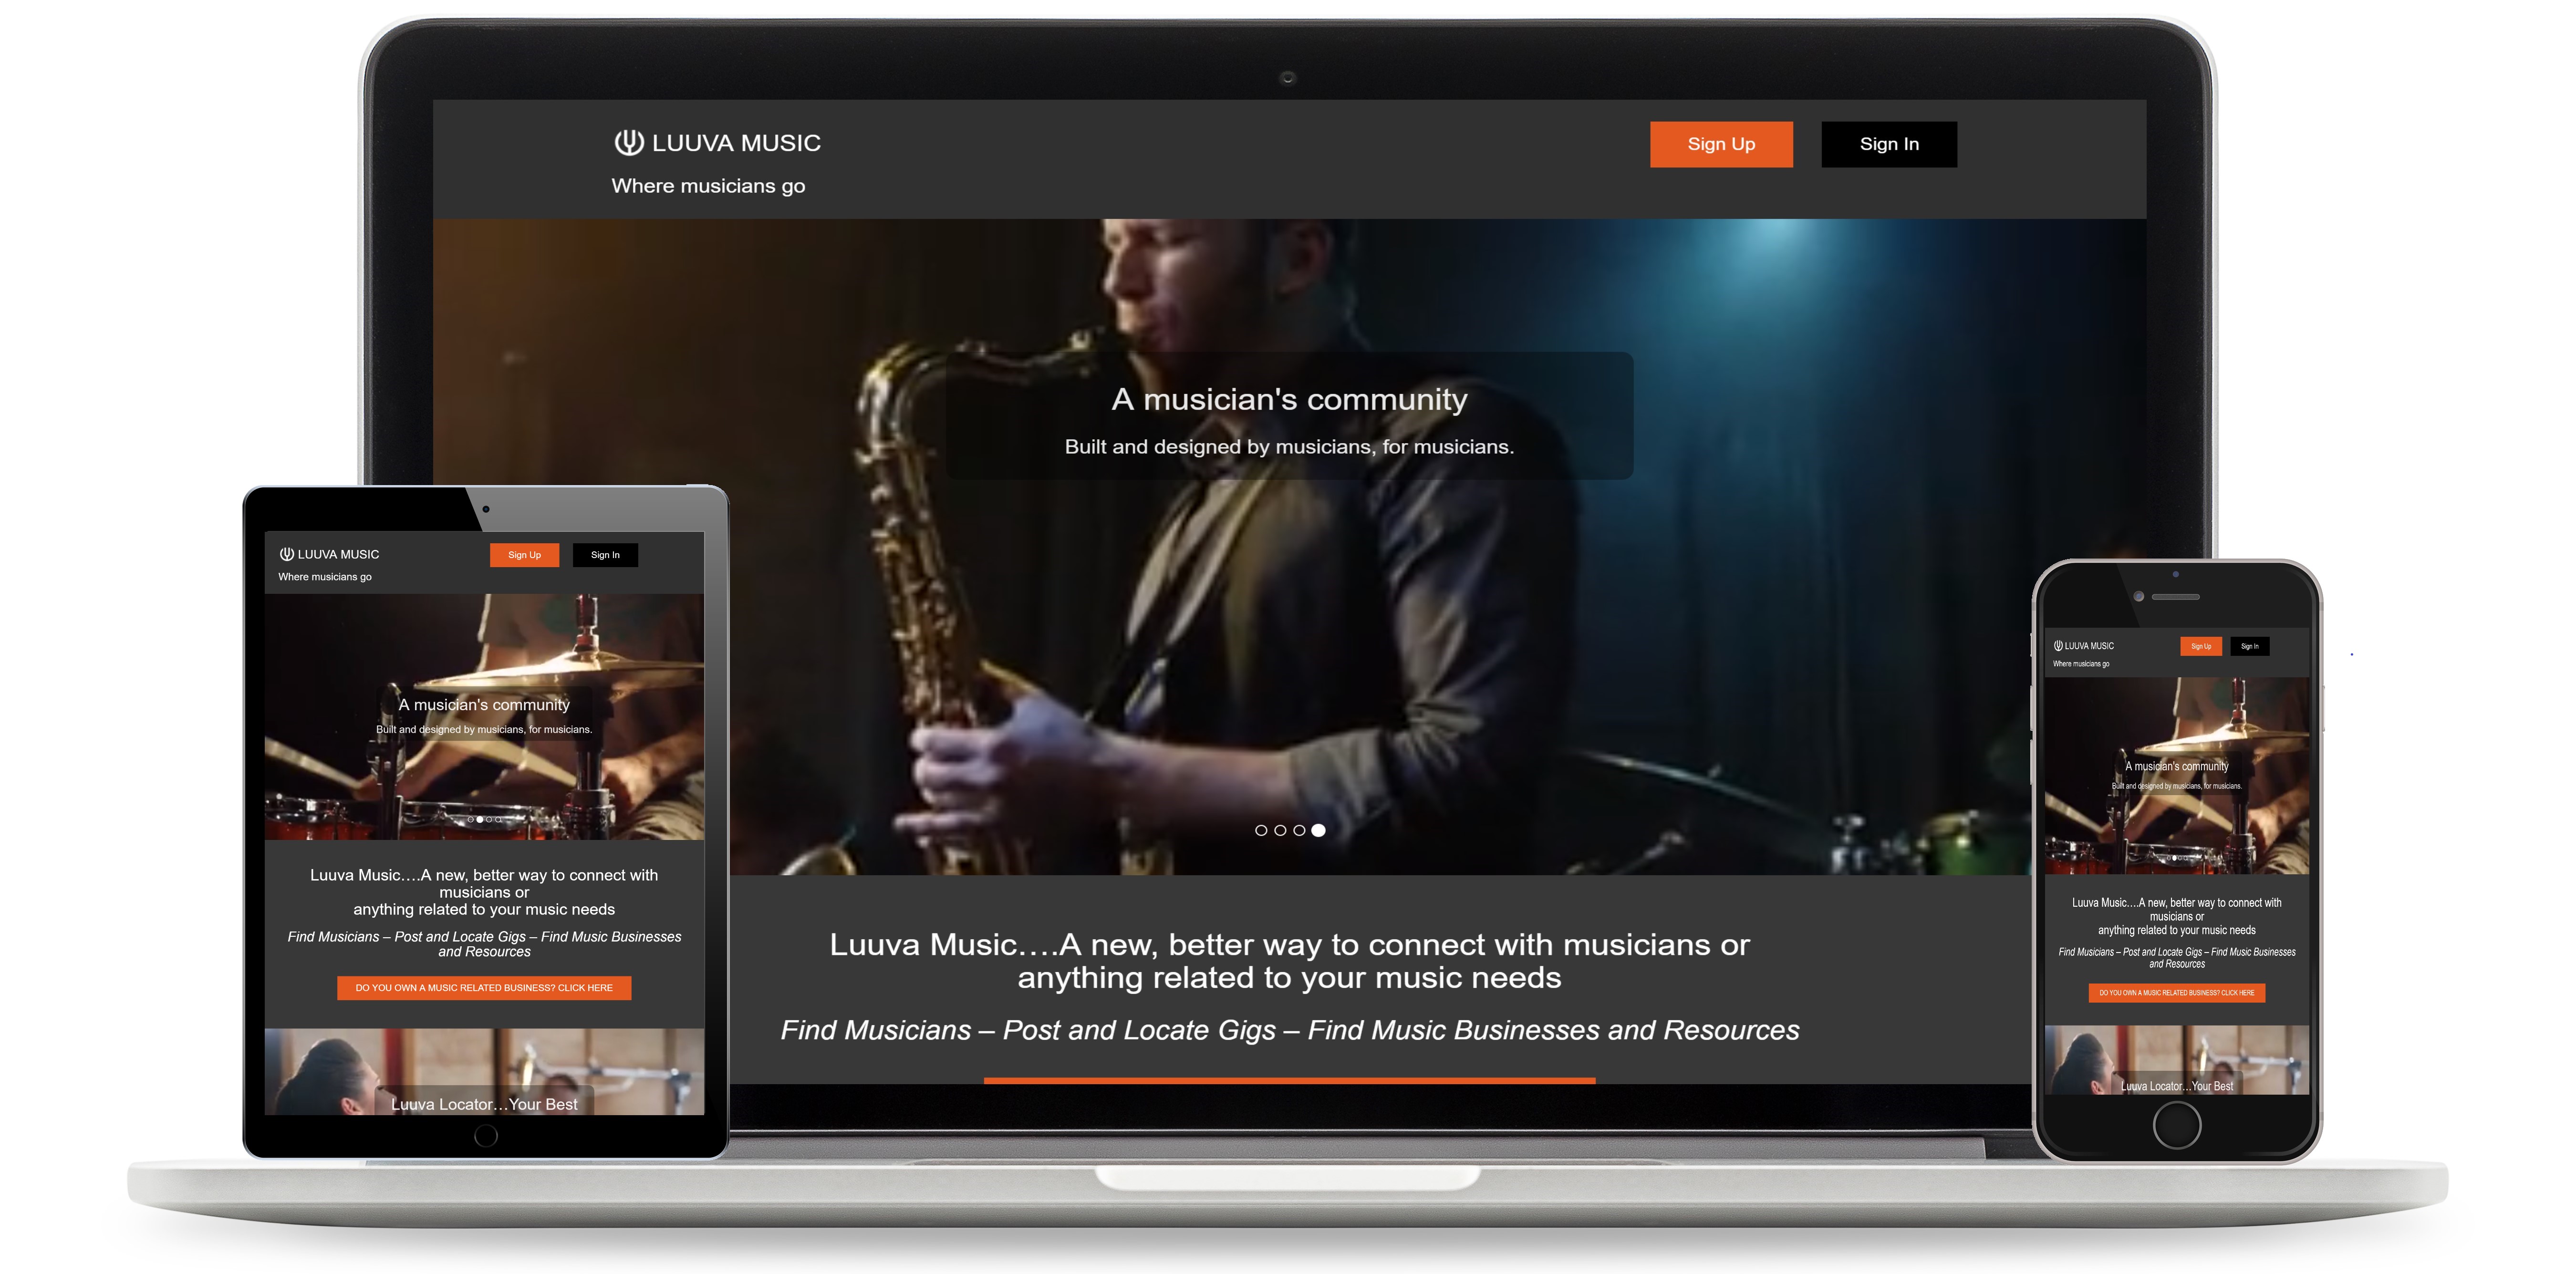 LUUVA MUSIC
Where musicians go
Sign Up
Sign In
A musician's community
Built and designed by musicians, for musicians.
Luuva Music....A new, better way to connect with musicians or
anything related to your music needs
Find Musicians – Post and Locate Gigs – Find Music Businesses and Resources
LUUVA MUSIC
Where musicians go
Sign Up
Sign In
A musician's community
Built and designed by musicians, for musicians.
Luuva Music....A new, better way to connect with
musicians or
anything related to your music needs
Find Musicians – Post and Locate Gigs – Find Music Businesses
and Resources
DO YOU OWN A MUSIC RELATED BUSINESS? CLICK HERE
Luuva Locator...Your Best
LUUVA MUSIC
Where musicians go
Sign Up
Sign In
A musician's community
Built and designed by musicians, for musicians.
Luuva Music....A new, better way to connect with
musicians or
anything related to your music needs
Find Musicians – Post and Locate Gigs – Find Music Businesses
and Resources
DO YOU OWN A MUSIC RELATED BUSINESS? CLICK HERE
Luuva Locator...Your Best